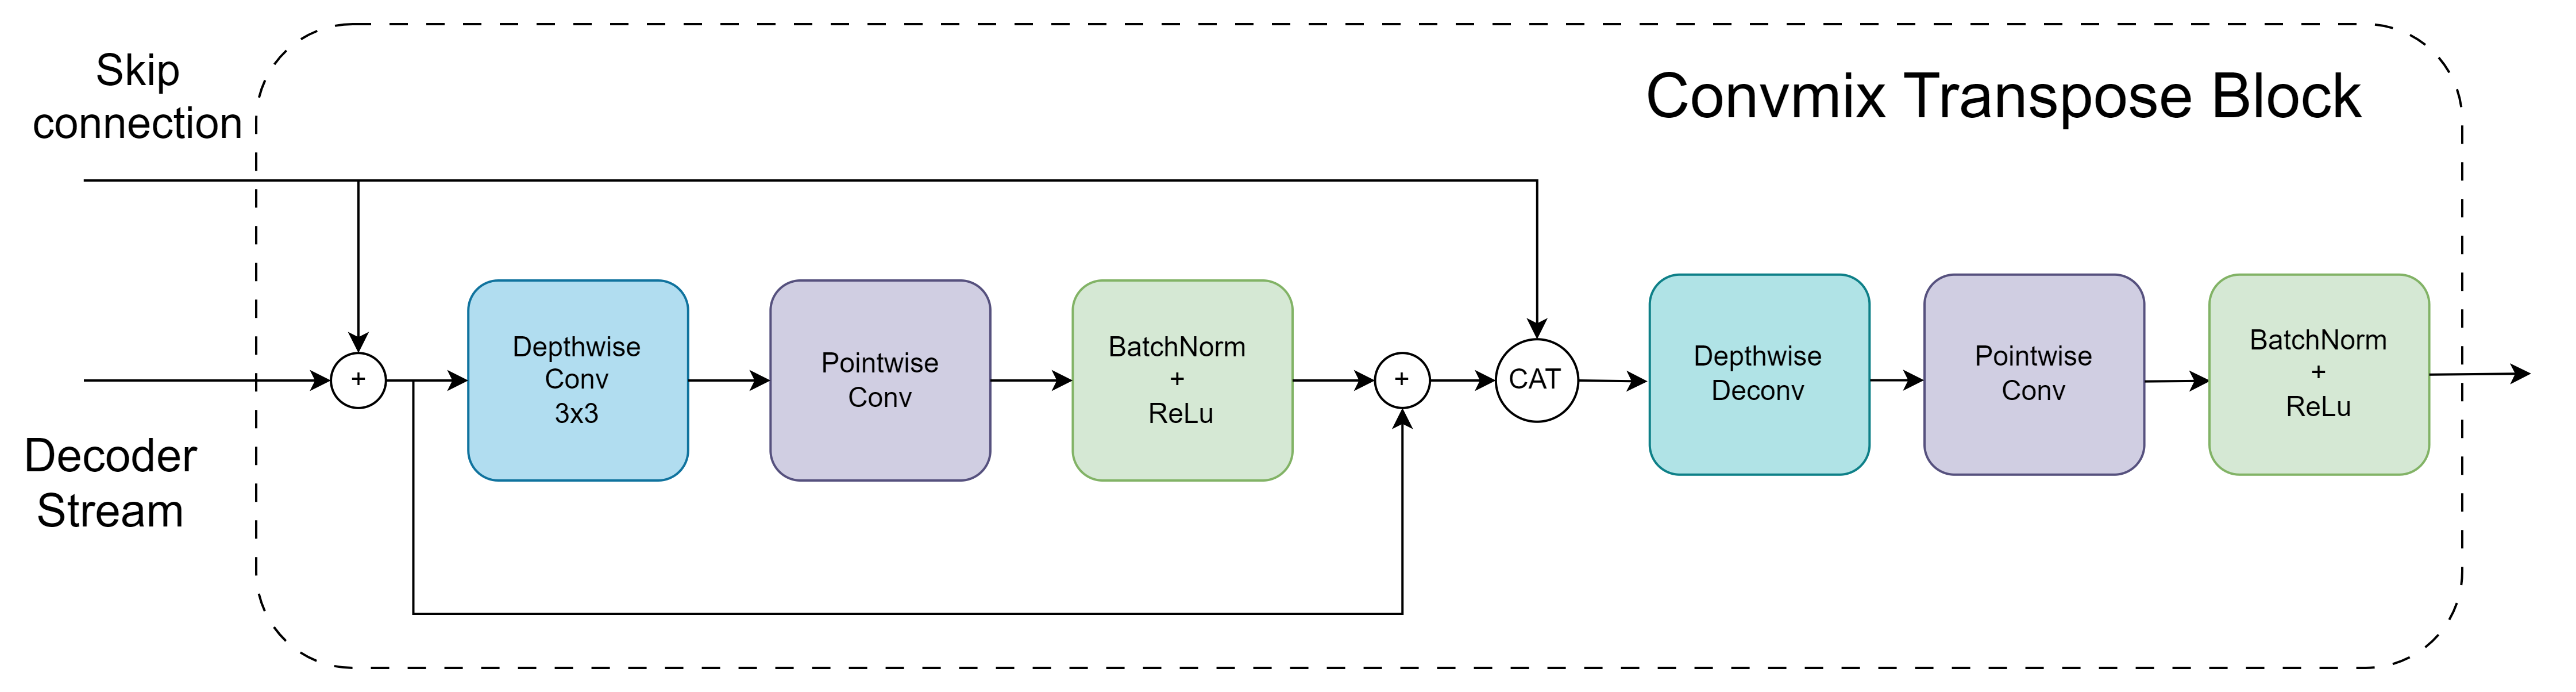 Skip
connection
Convmix Transpose Block
Decoder
Stream
+
Depthwise
Conv
3x3
Pointwise
Conv
BatchNorm
+
ReLu
+
CAT
Depthwise
Deconv
Pointwise
Conv
BatchNorm
+
ReLu